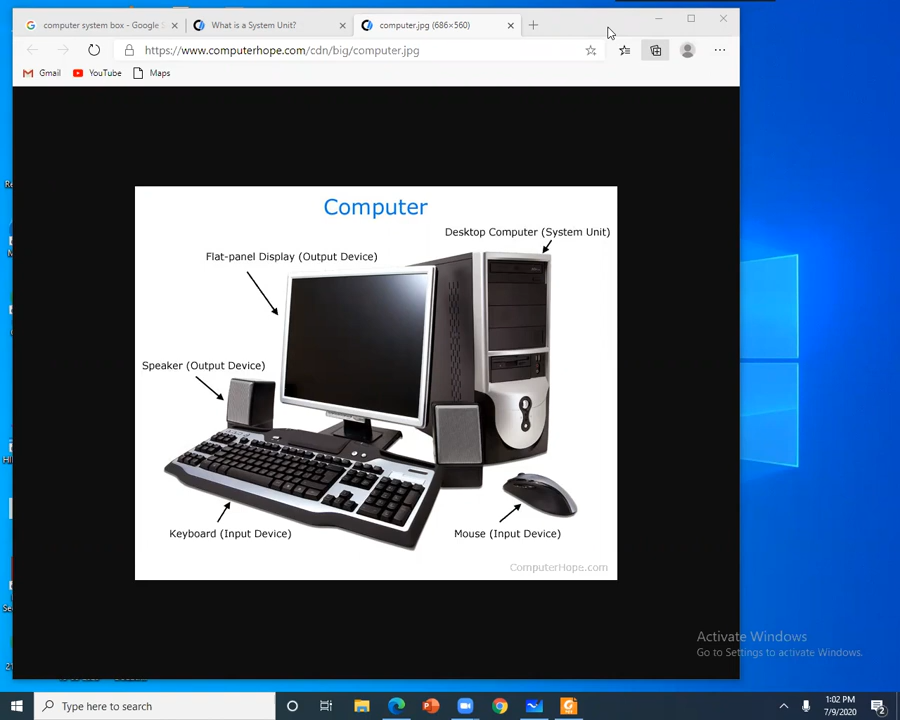 computer system box - Google
What is a System Unit?
computer.jpg (686×560)
https://www.computerhope.com/cdn/big/computer.jpg
Gmail
YouTube
Maps
Computer
Desktop Computer (System Unit)
Flat-panel Display (Output Device)
Speaker (Output Device)
Keyboard (Input Device)
Mouse (Input Device)
ComputerHope.com
Activate Windows
Go to Settings to activate Windows.
Type here to search
1:02 PM
7/9/2020
2